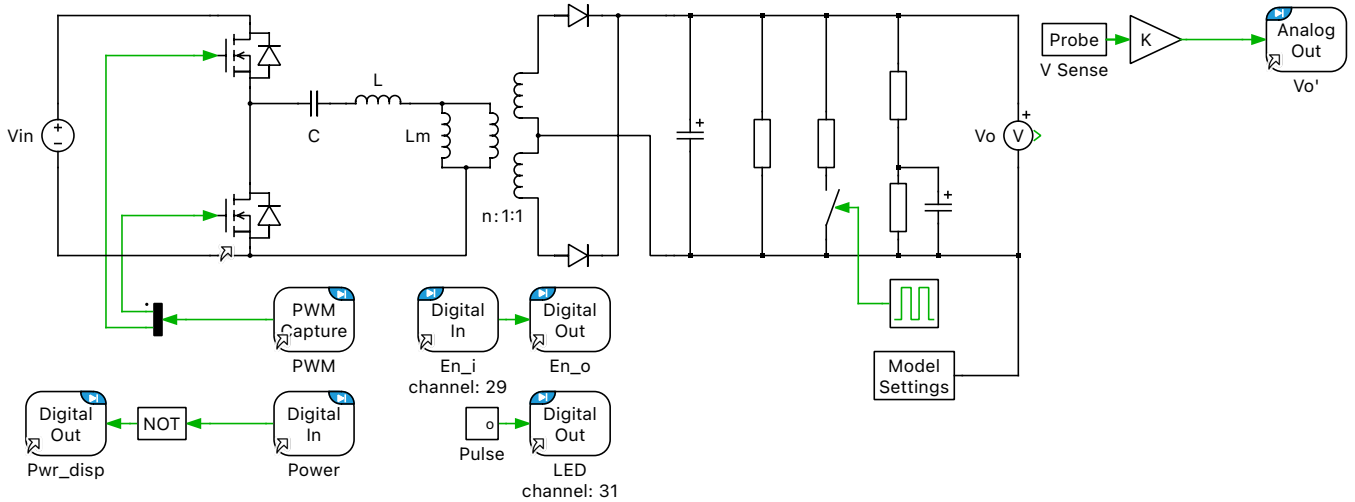 Vin
L
C
Lm
n:1:1
Vo
V
Probe
V Sense
K
Analog
Out
Vo'
PWM
Capture
PWM
Digital
In
En_i
channel: 29
Digital
Out
En_o
Model
Settings
Digital
Out
Pwr_disp
NOT
Digital
In
Power
Pulse
Digital
Out
LED
channel: 31